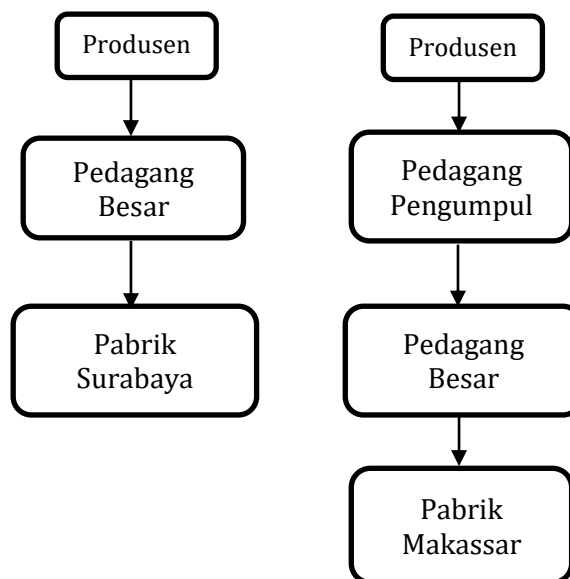 Produsen
Pedagang
Besar
Pabrik
Surabaya
Produsen
Pedagang
Pengumpul
Pedagang
Besar
Pabrik
Makassar